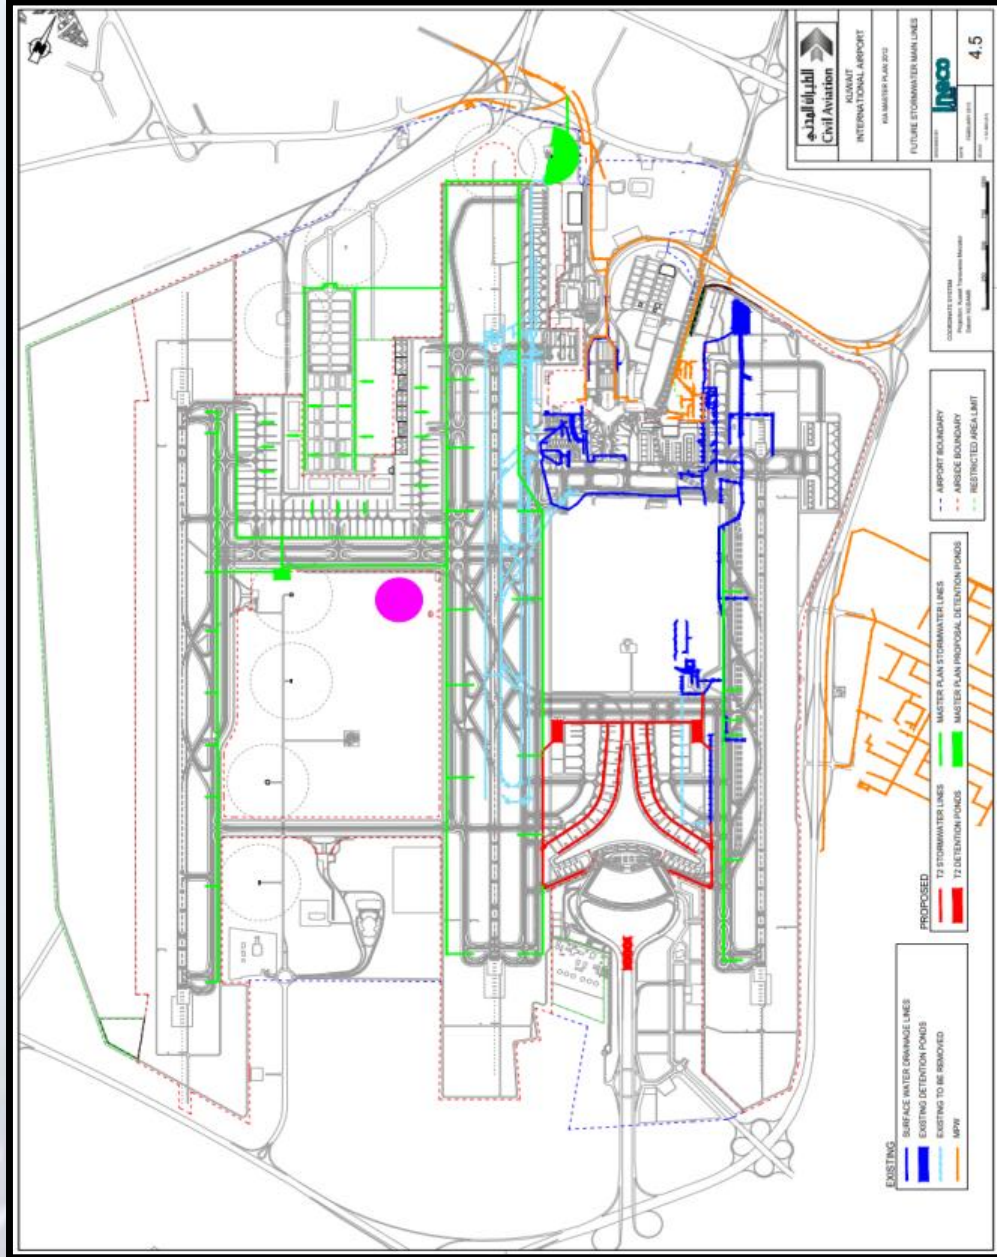 الطيران المدني
Civil Aviation
KUWAIT
INTERNATIONAL AIRPORT
KIA MASTER PLAN 2012
FUTURE STORMWATER MAIN LINES
ineco
4.5
COORDINATE SYSTEM
AIRPORT BOUNDARY
AIRSIDE BOUNDARY
RESTRICTED AREA LIMIT
PROPOSED
T2 STORMWATER LINES
T2 DETENTION PONDS
MASTER PLAN STORMWATER LINES
MASTER PLAN PROPOSAL DETENTION PONDS
EXISTING
SURFACE WATER DRAINAGE LINES
EXISTING DETENTION PONDS
EXISTING TO BE REMOVED
MPW